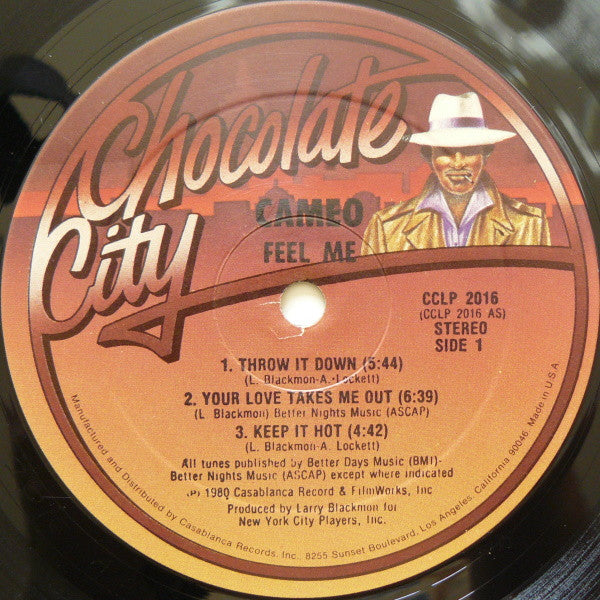 Chocolate
City
CAMEO
FEEL ME
CCLP 2016
(CCLP 2016 AS)
STEREO
SIDE 1
1. THROW IT DOWN (5:44)
(L. Blackmon-A. Lockett)
2. YOUR LOVE TAKES ME OUT (6:39)
(L Blackmon) Better Nights Music (ASCAP)
3. KEEP IT HOT (4:42)
(L. Blackmon-A. Lockett)
All tunes published by Better Days Music (BMI)-
Better Nights Music (ASCAP) except where indicated
℗ 1980 Casablanca Record & FilmWorks, Inc
Produced by Larry Blackmon for
New York City Players, Inc.
Manufactured and Distributed by Casablanca Records, Inc. 8255 Sunset Boulevard, Los Angeles, California 90046. Made in U.S.A.